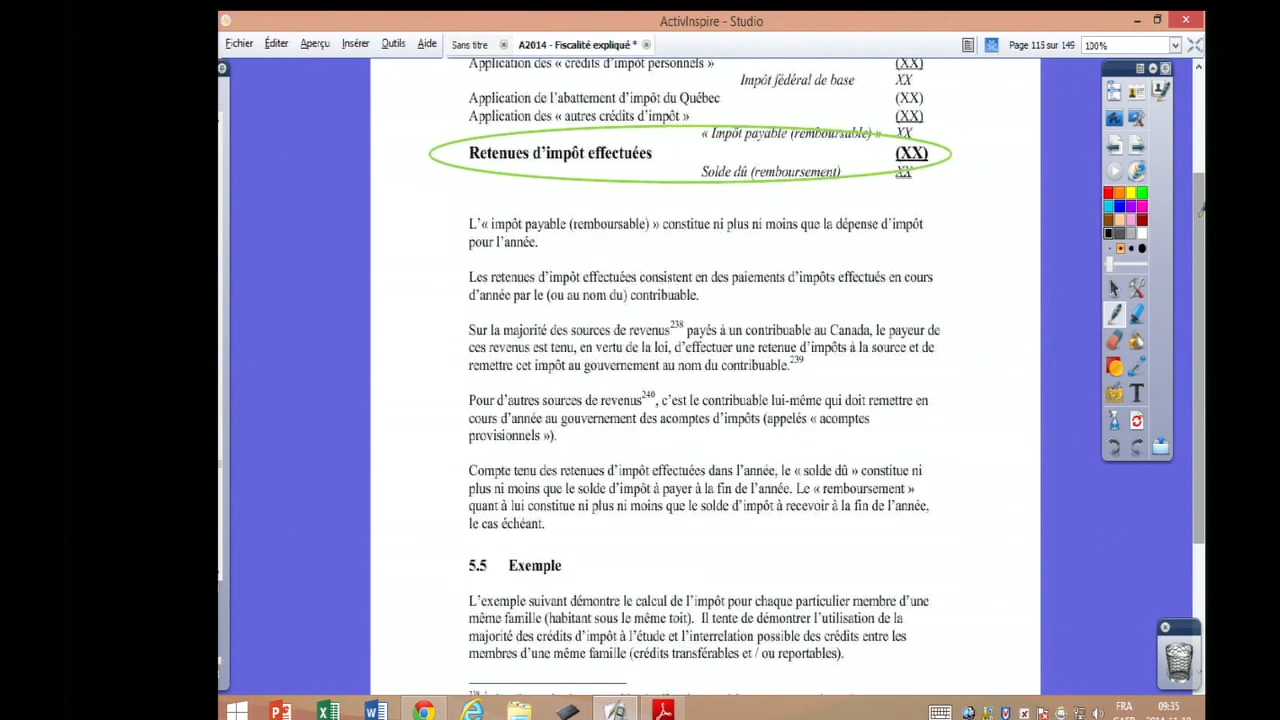 ActivInspire - Studio
Fichier Éditer Aperçu Insérer Outils Aide Sans titre A2014 - Fiscalité expliqué * Page 115 sur 149 100%
Application des « crédits d'impôt personnels » (XX)
Impôt fédéral de base XX
Application de l'abattement d'impôt du Québec (XX)
Application des « autres crédits d'impôt » (XX)
« Impôt payable (remboursable) » XX
Retenues d'impôt effectuées (XX)
Solde dû (remboursement) XX
L'« impôt payable (remboursable) » constitue ni plus ni moins que la dépense d'impôt
pour l'année.
Les retenues d'impôt effectuées consistent en des paiements d'impôts effectués en cours
d'année par le (ou au nom du) contribuable.
Sur la majorité des sources de revenus238 payés à un contribuable au Canada, le payeur de
ces revenus est tenu, en vertu de la loi, d'effectuer une retenue d'impôts à la source et de
remettre cet impôt au gouvernement au nom du contribuable.239
Pour d'autres sources de revenus240, c'est le contribuable lui-même qui doit remettre en
cours d'année au gouvernement des acomptes d'impôts (appelés « acomptes
provisionnels »).
Compte tenu des retenues d'impôt effectuées dans l'année, le « solde dû » constitue ni
plus ni moins que le solde d'impôt à payer à la fin de l'année. Le « remboursement »
quant à lui constitue ni plus ni moins que le solde d'impôt à recevoir à la fin de l'année,
le cas échéant.
5.5 Exemple
L'exemple suivant démontre le calcul de l'impôt pour chaque particulier membre d'une
même famille (habitant sous le même toit). Il tente de démontrer l'utilisation de la
majorité des crédits d'impôt à l'étude et l'interrelation possible des crédits entre les
membres d'une même famille (crédits transférables et / ou reportables).
FR 09:35